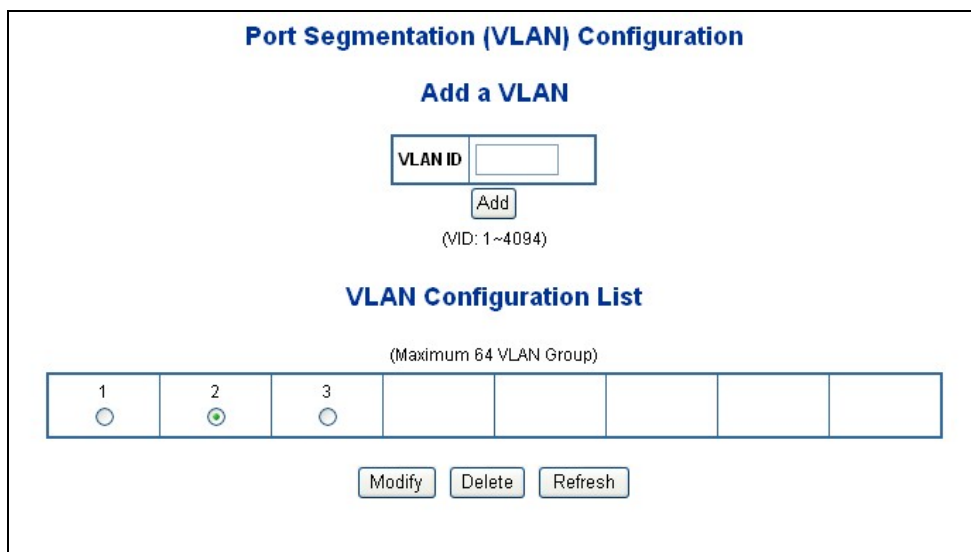 Port Segmentation (VLAN) Configuration
Add a VLAN
VLAN ID
Add
(VID: 1~4094)
VLAN Configuration List
(Maximum 64 VLAN Group)
1 2 3
Modify Delete Refresh